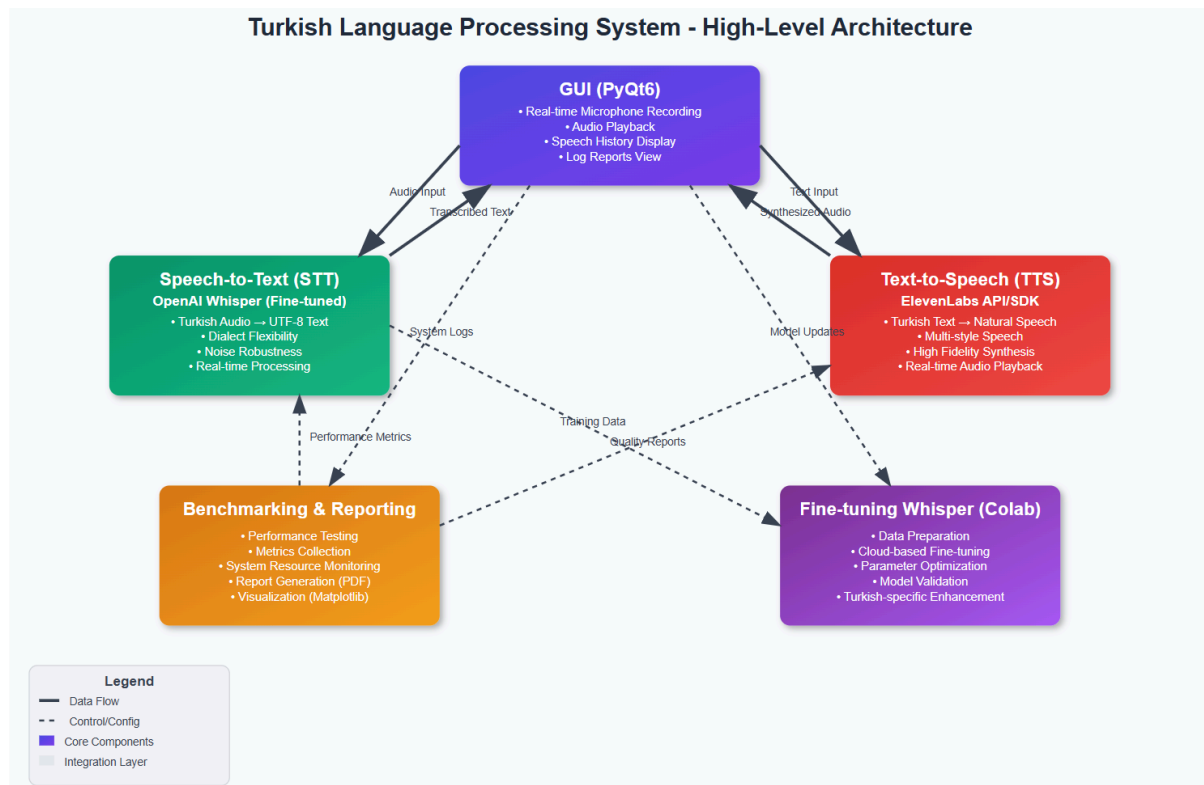 Turkish Language Processing System - High-Level Architecture
GUI (PyQt6)
• Real-time Microphone Recording
• Audio Playback
• Speech History Display
• Log Reports View
Audio Input
Transcribed Text
Text Input
Synthesized Audio
Speech-to-Text (STT)
OpenAI Whisper (Fine-tuned)
• Turkish Audio → UTF-8 Text
• Dialect Flexibility
• Noise Robustness
• Real-time Processing
Text-to-Speech (TTS)
ElevenLabs API/SDK
• Turkish Text → Natural Speech
• Multi-style Speech
• High Fidelity Synthesis
• Real-time Audio Playback
System Logs
Model Updates
Performance Metrics
Training Data
Quality Reports
Benchmarking & Reporting
• Performance Testing
• Metrics Collection
• System Resource Monitoring
• Report Generation (PDF)
• Visualization (Matplotlib)
Fine-tuning Whisper (Colab)
• Data Preparation
• Cloud-based Fine-tuning
• Parameter Optimization
• Model Validation
• Turkish-specific Enhancement
Legend
Data Flow
Control/Config
Core Components
Integration Layer